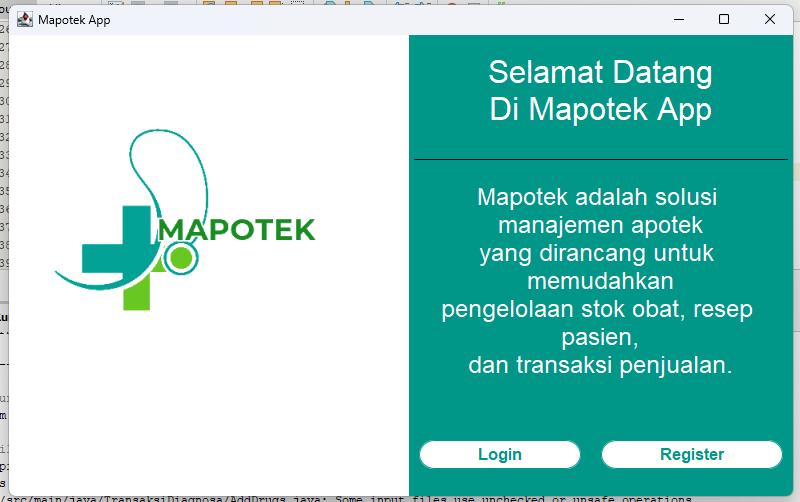 Mapotek App
MAPOTEK
Selamat Datang
Di Mapotek App
Mapotek adalah solusi
manajemen apotek
yang dirancang untuk
memudahkan
pengelolaan stok obat, resep
pasien,
dan transaksi penjualan.
Login
Register
/src/main/java/TransaksiDiagnosa/AddDrugs.java: Some input files use unchecked or unsafe operations